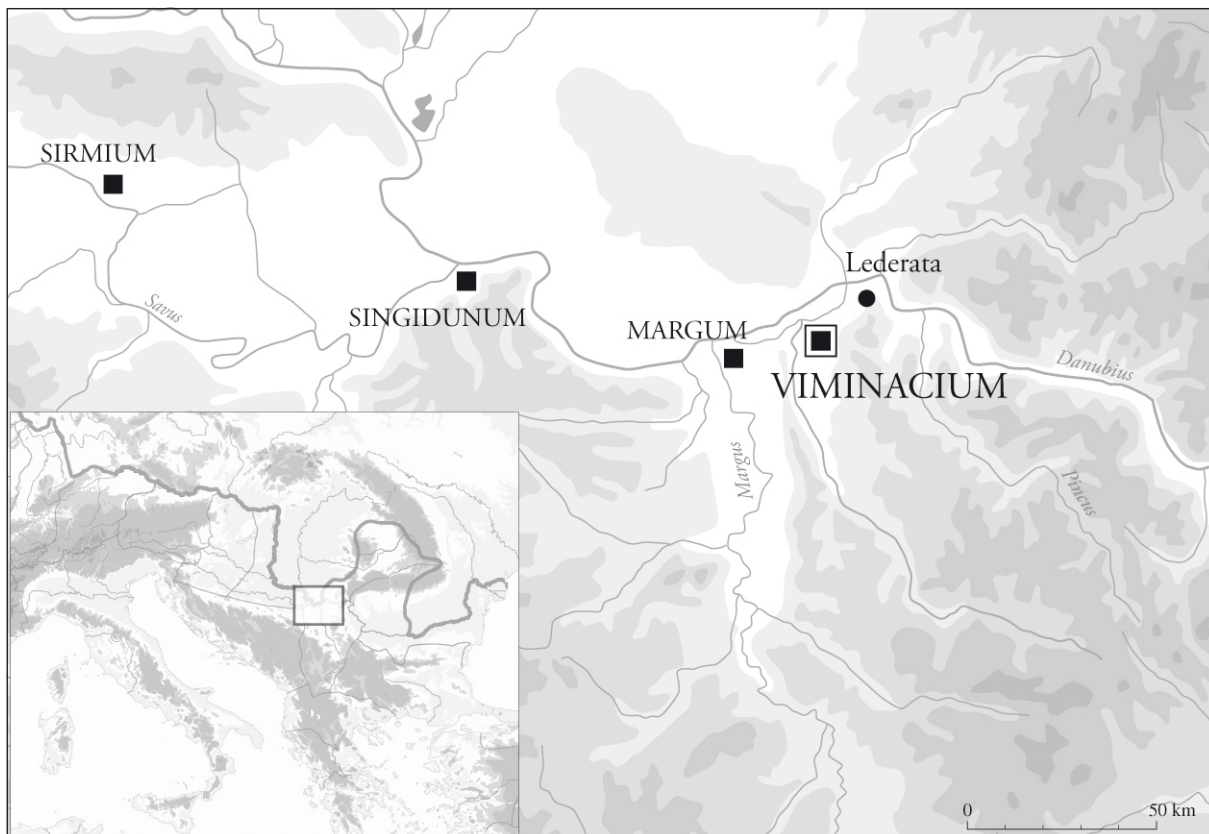 SIRMIUM
Lederata
Savus
SINGIDUNUM
MARGUM
VIMINACIUM
Danubius
Margus
Pincus
0 50 km